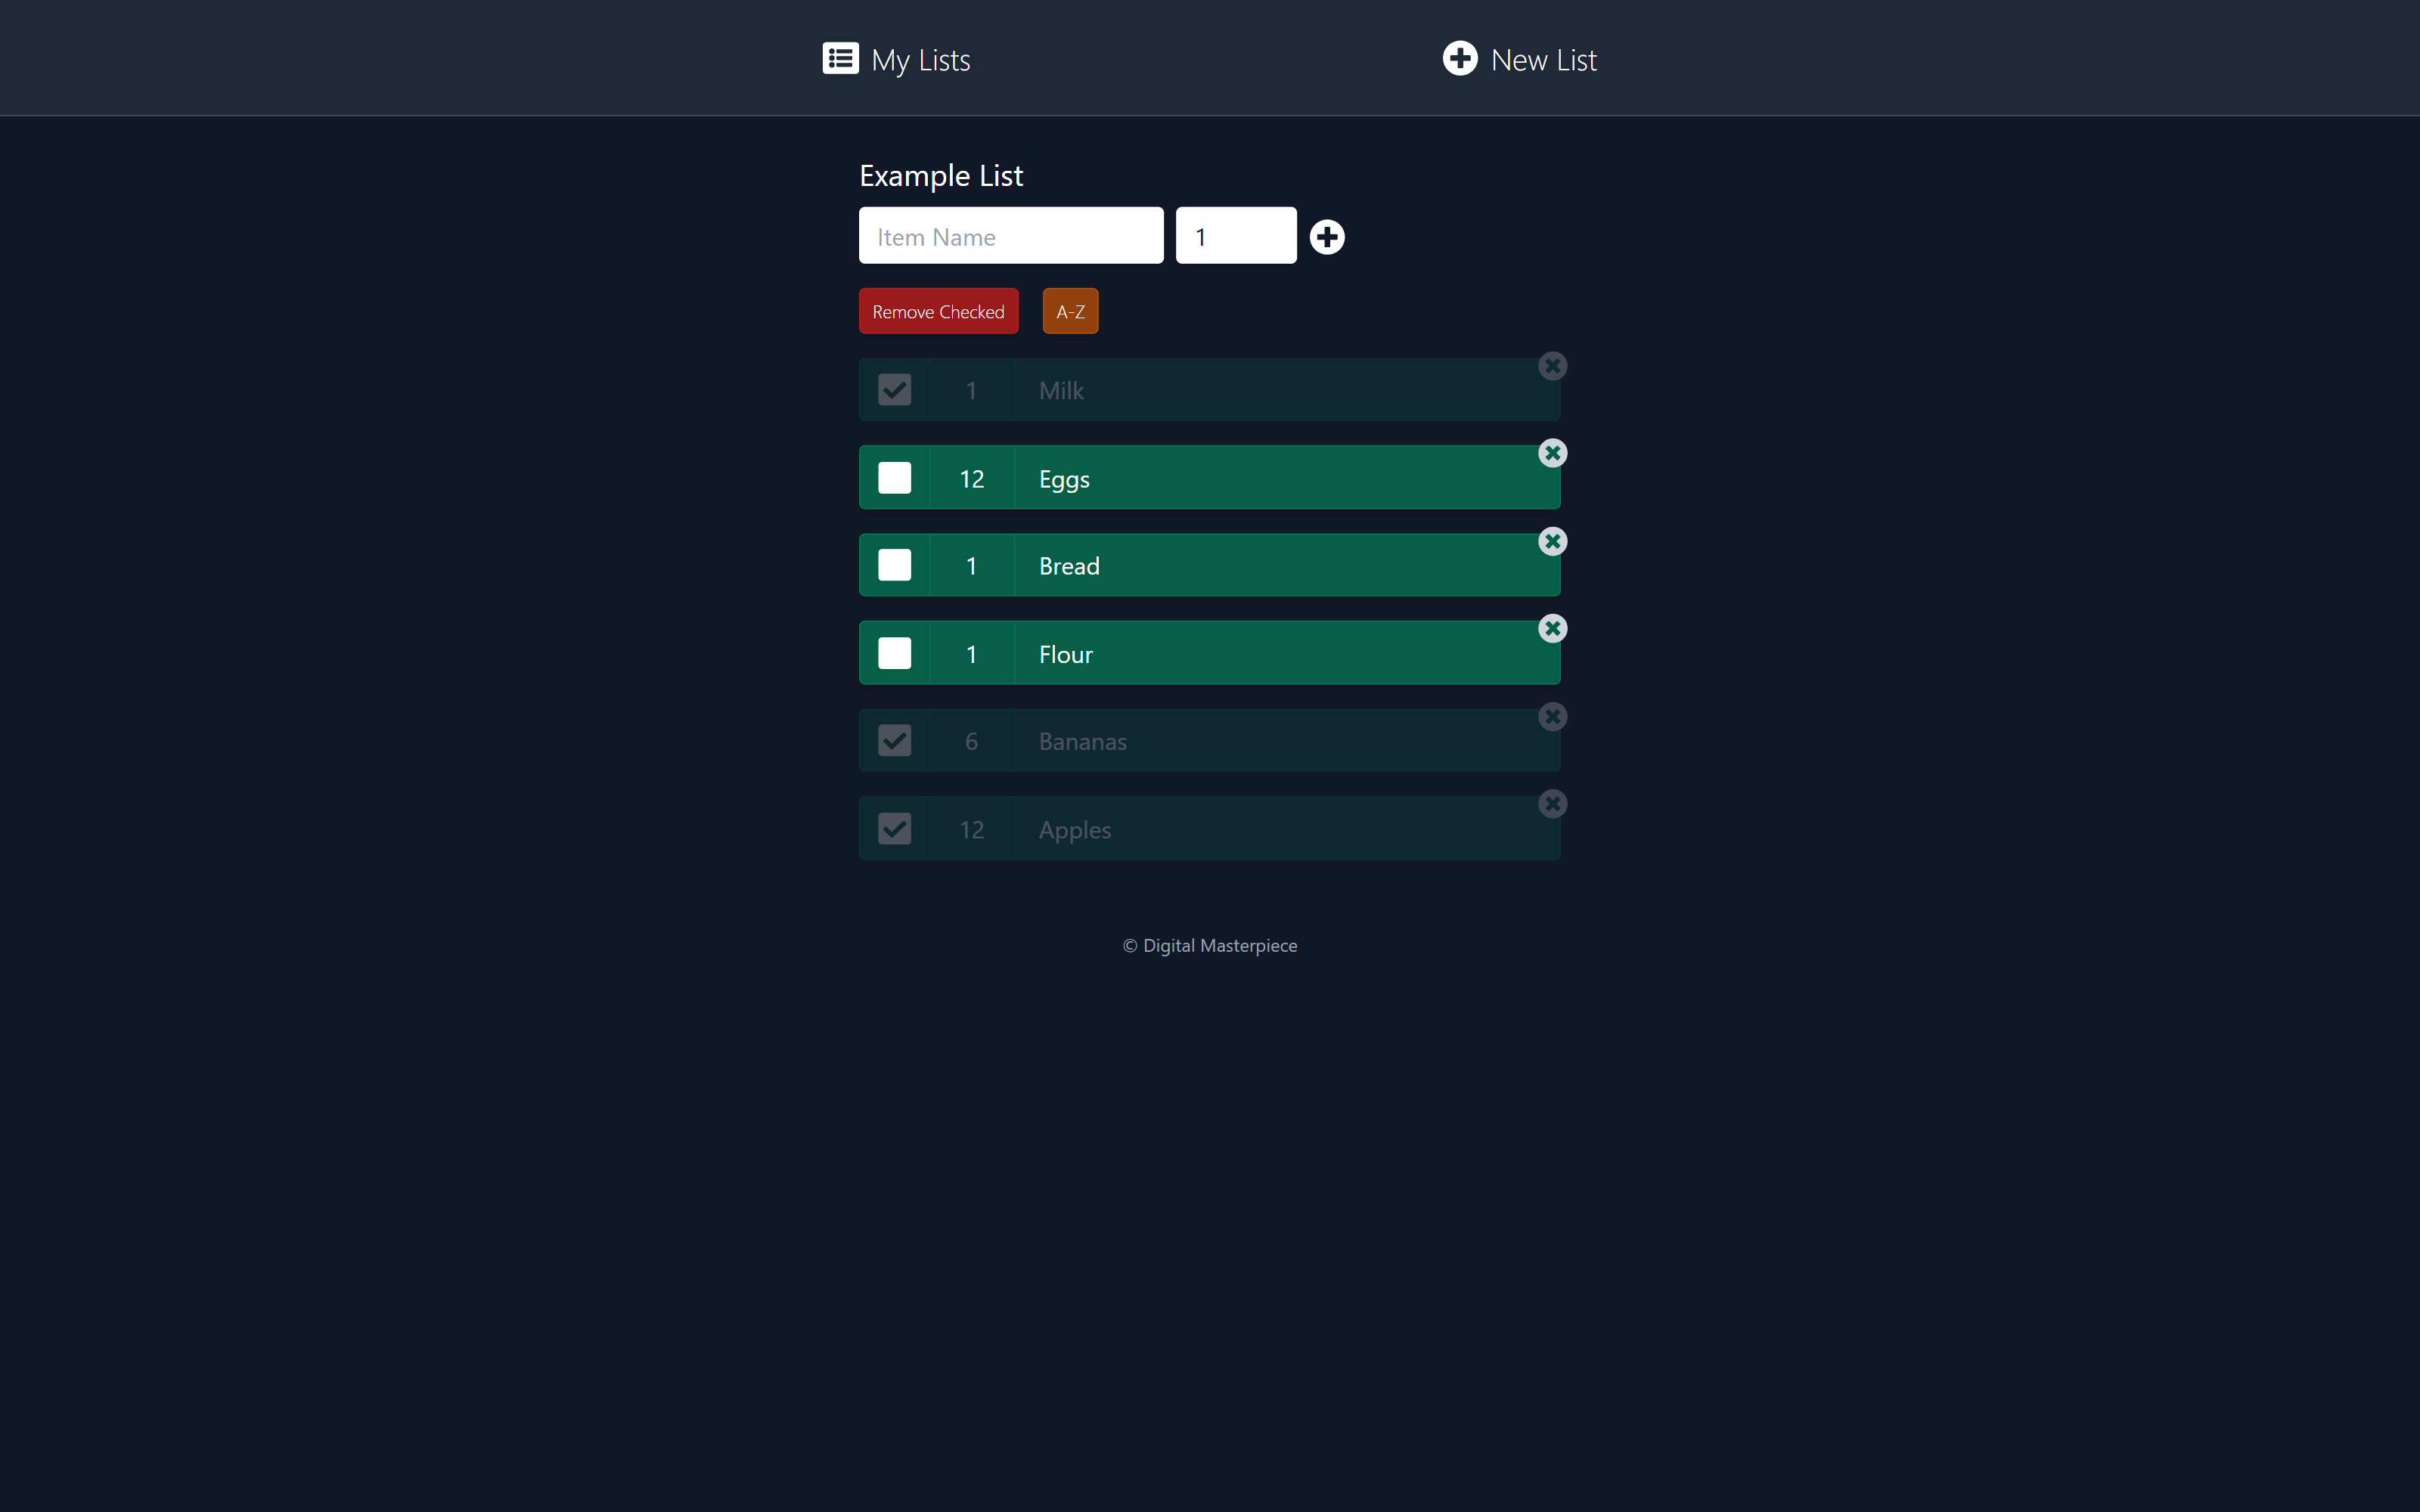 My Lists New List
Example List
Item Name 1
Remove Checked A-Z
1 Milk
12 Eggs
1 Bread
1 Flour
6 Bananas
12 Apples
© Digital Masterpiece